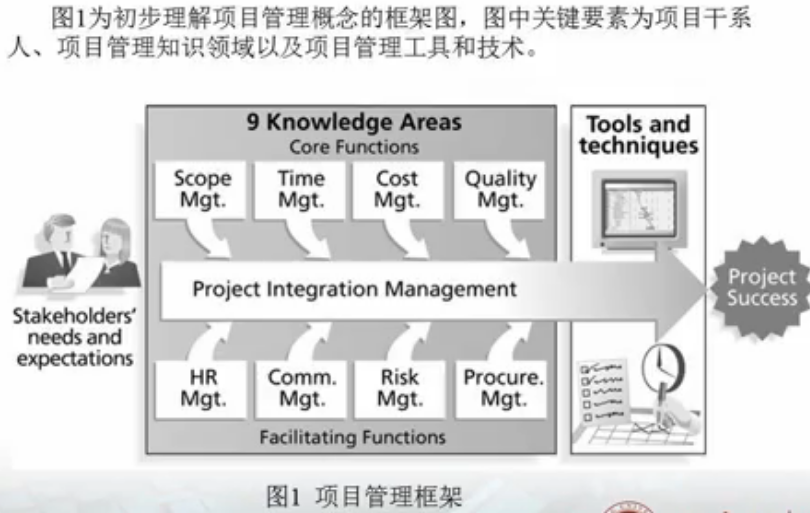 图1为初步理解项目管理概念的框架图，图中关键要素为项目干系
人、项目管理知识领域以及项目管理工具和技术。
9 Knowledge Areas
Core Functions
Scope Mgt.
Time Mgt.
Cost Mgt.
Quality Mgt.
Tools and
techniques
Stakeholders'
needs and
expectations
Project Integration Management
Project
Success
HR Mgt.
Comm. Mgt.
Risk Mgt.
Procure. Mgt.
Facilitating Functions
图1 项目管理框架